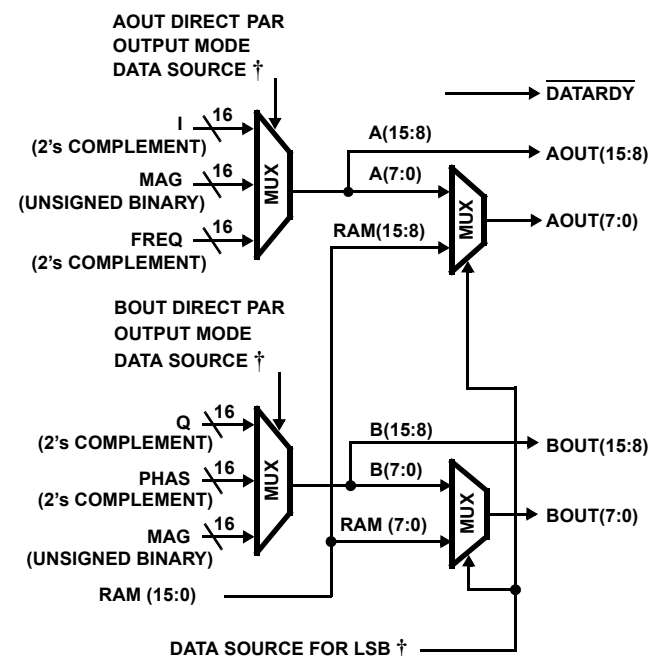 AOUT DIRECT PAR
OUTPUT MODE
DATA SOURCE †
DATARDY
I
16
(2's COMPLEMENT)
MAG
16
(UNSIGNED BINARY)
FREQ
16
(2's COMPLEMENT)
MUX
A(15:8)
AOUT(15:8)
A(7:0)
RAM(15:8)
MUX
AOUT(7:0)
BOUT DIRECT PAR
OUTPUT MODE
DATA SOURCE †
Q
16
(2's COMPLEMENT)
PHAS
16
(2's COMPLEMENT)
MAG
16
(UNSIGNED BINARY)
MUX
B(15:8)
BOUT(15:8)
B(7:0)
RAM (7:0)
MUX
BOUT(7:0)
RAM (15:0)
DATA SOURCE FOR LSB †